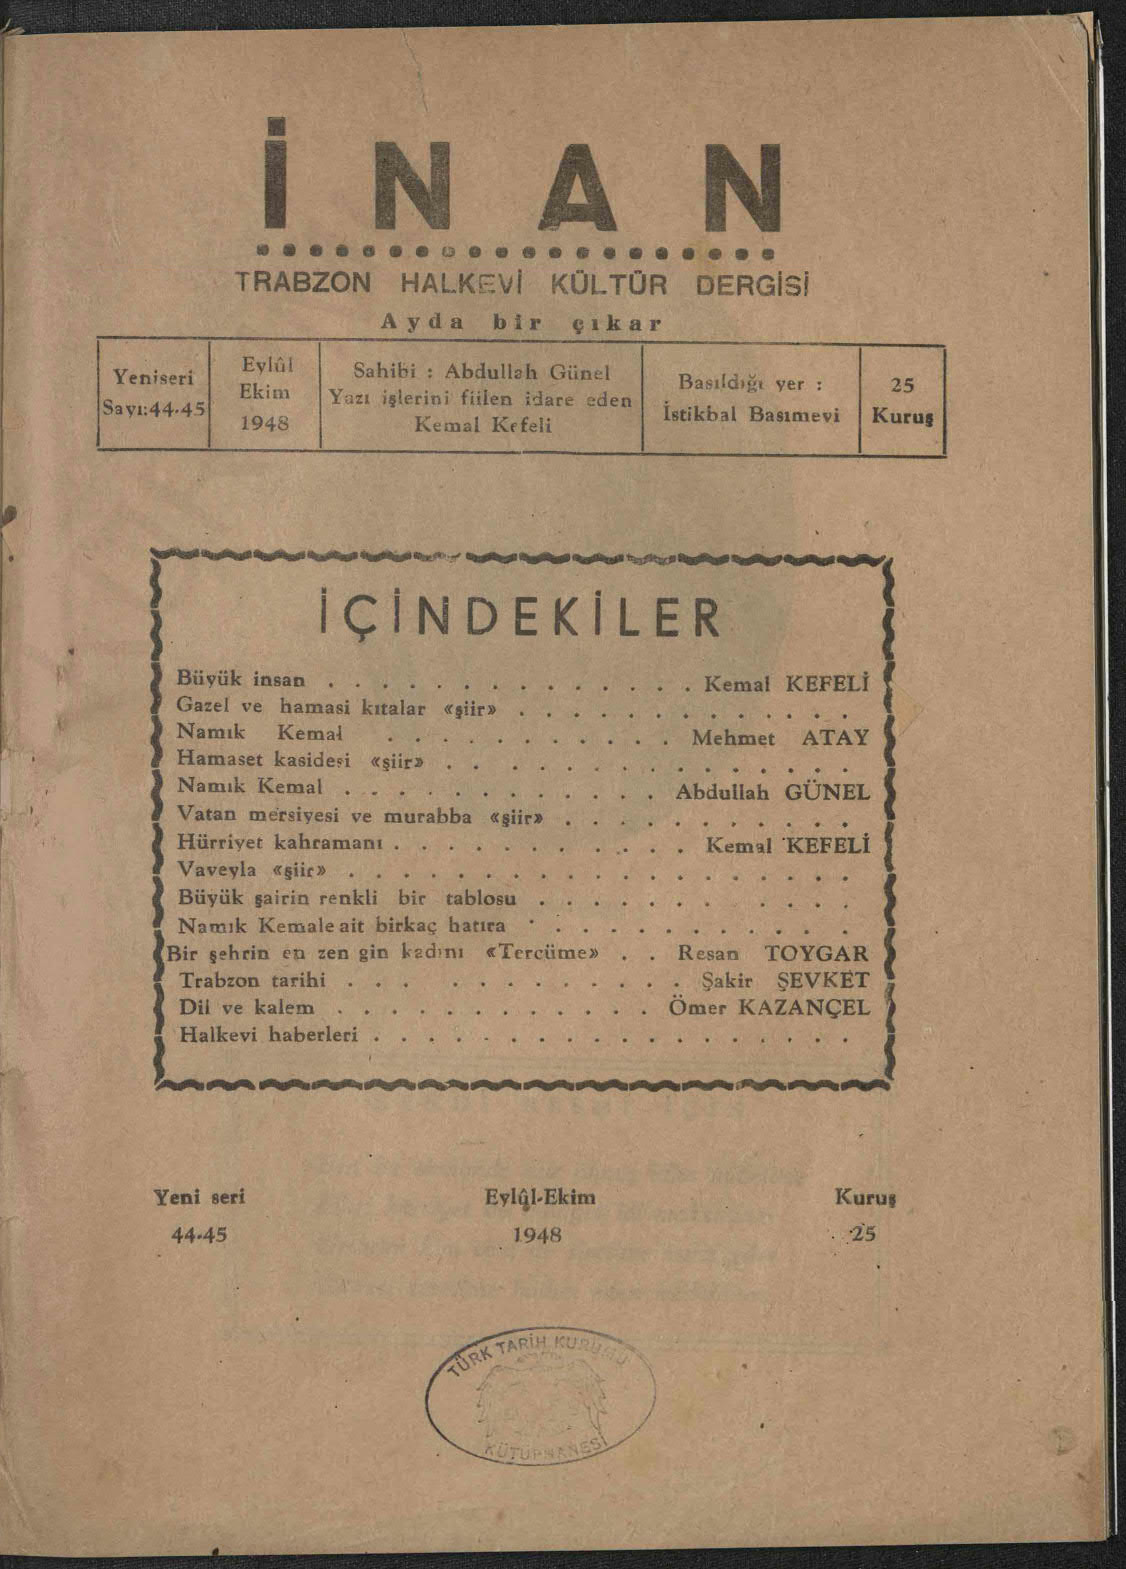 İNAN
TRABZON HALKEVİ KÜLTÜR DERGİSİ
Ayda bir çıkar
Yeniseri
Sayı:44-45
Eylûl
Ekim
1948
Sahibi : Abdullah Günel
Yazı işlerini fiilen idare eden
Kemal Kefeli
Basıldığı yer :
İstikbal Basımevi
25
Kuruş
İÇİNDEKİLER
Büyük insan . . . . . . . . . . . . . . Kemal KEFELİ
Gazel ve hamasi kıtalar «şiir» . . . . . . . . . . . . .
Namık Kemal . . . . . . . . . . . Mehmet ATAY
Hamaset kasidesi «şiir» . . . . . . . . . . . . . . .
Namık Kemal . . . . . . . . . . . . Abdullah GÜNEL
Vatan mersiyesi ve murabba «şiir» . . . . . . . . . . .
Hürriyet kahramanı . . . . . . . . . . . Kemal KEFELİ
Vaveyla «şiir» . . . . . . . . . . . . . . . . . . .
Büyük şairin renkli bir tablosu . . . . . . . . . . . .
Namık Kemale ait birkaç hatıra . . . . . . . . . . . .
Bir şehrin en zen gin kadını «Tercüme» . . Resan TOYGAR
Trabzon tarihi . . . . . . . . . . . . Şakir ŞEVKET
Dil ve kalem . . . . . . . . . . . . Ömer KAZANÇEL
Halkevi haberleri . . . . . . . . . . . . . . . . . .
Yeni seri Eylûl-Ekim Kuruş
44-45 1948 25
TÜRK TARİH KURUMU
KÜTÜPHANESİ